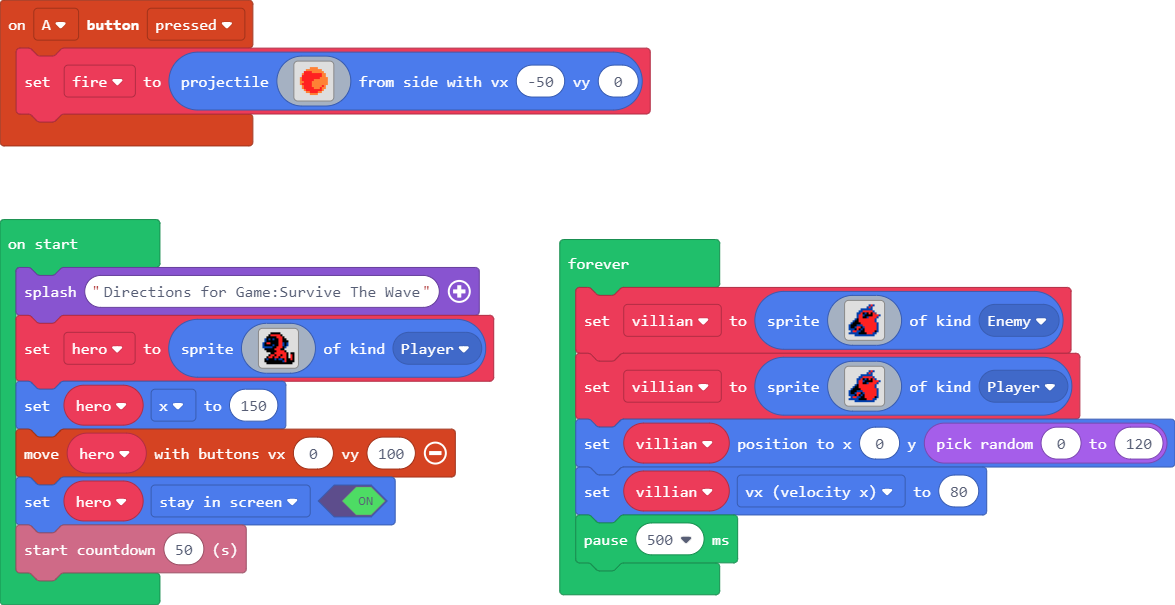 on A button pressed
set fire to projectile from side with vx -50 vy 0
on start
splash "Directions for Game:Survive The Wave"
set hero to sprite of kind Player
set hero x to 150
move hero with buttons vx 0 vy 100
set hero stay in screen ON
start countdown 50 (s)
forever
set villian to sprite of kind Enemy
set villian to sprite of kind Player
set villian position to x 0 y pick random 0 to 120
set villian vx (velocity x) to 80
pause 500 ms